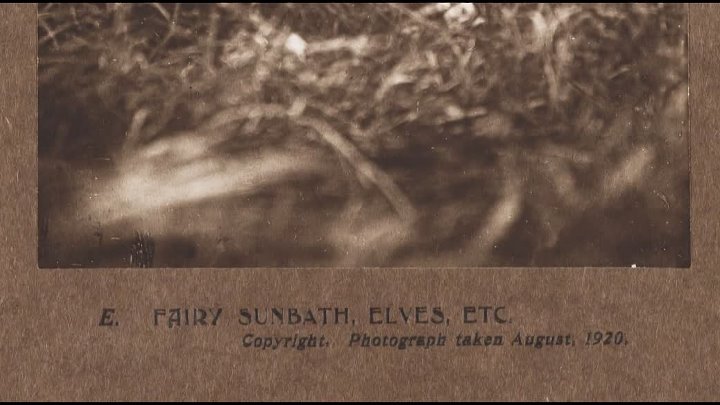 E. FAIRY SUNBATH, ELVES, ETC.
Copyright. Photograph taken August, 1920.